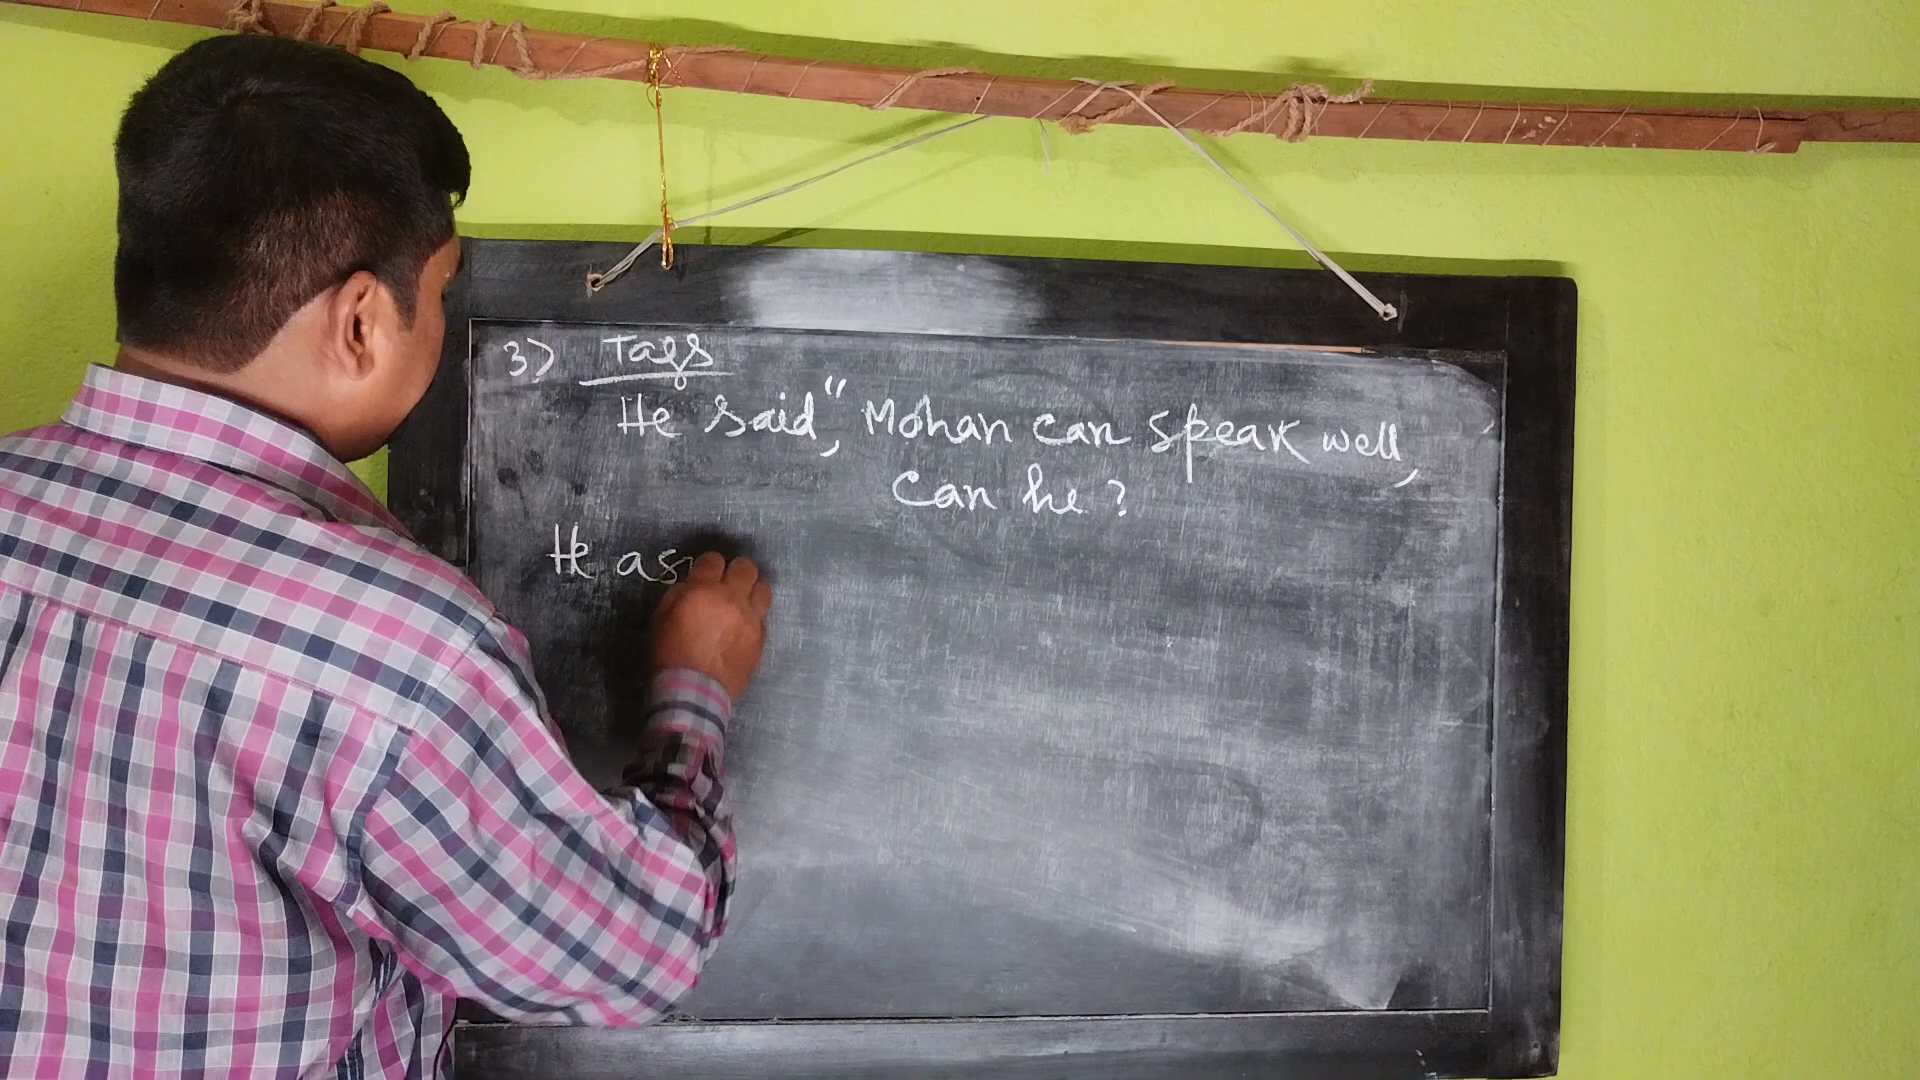 3) Tags
He said," Mohan can speak well,
can he?
He as